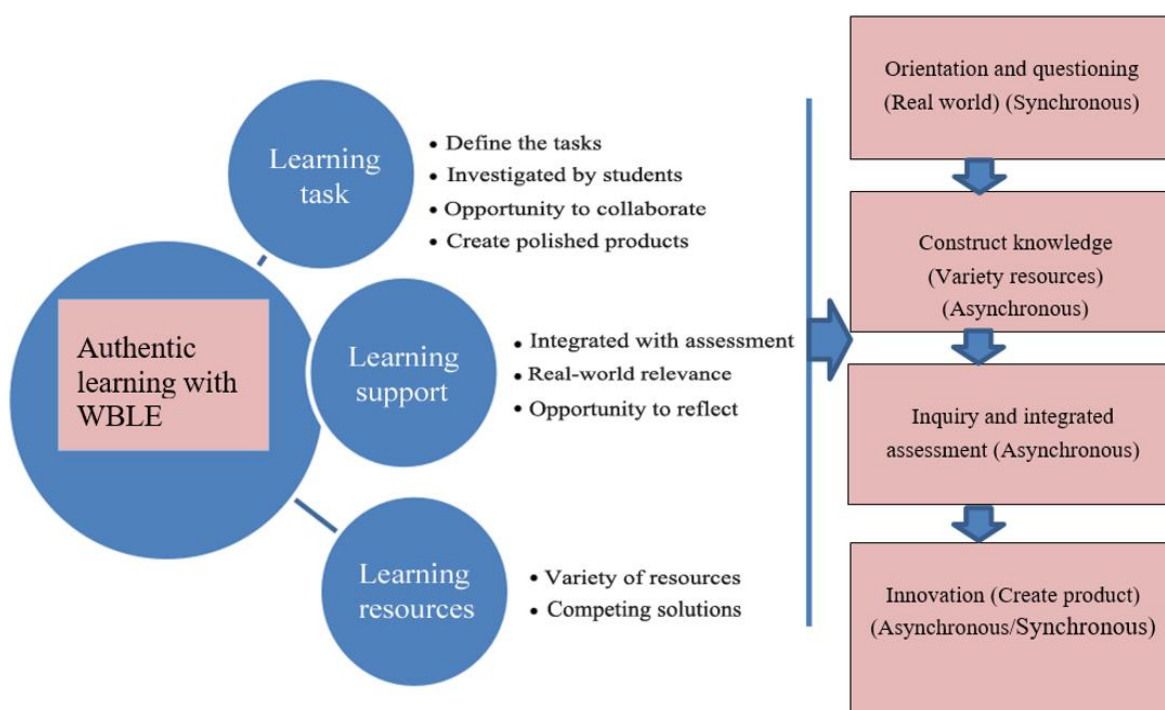 Authentic
learning with
WBLE
Learning
task
• Define the tasks
• Investigated by students
• Opportunity to collaborate
• Create polished products
Learning
support
• Integrated with assessment
• Real-world relevance
• Opportunity to reflect
Learning
resources
• Variety of resources
• Competing solutions
Orientation and questioning
(Real world) (Synchronous)
Construct knowledge
(Variety resources)
(Asynchronous)
Inquiry and integrated
assessment (Asynchronous)
Innovation (Create product)
(Asynchronous/Synchronous)